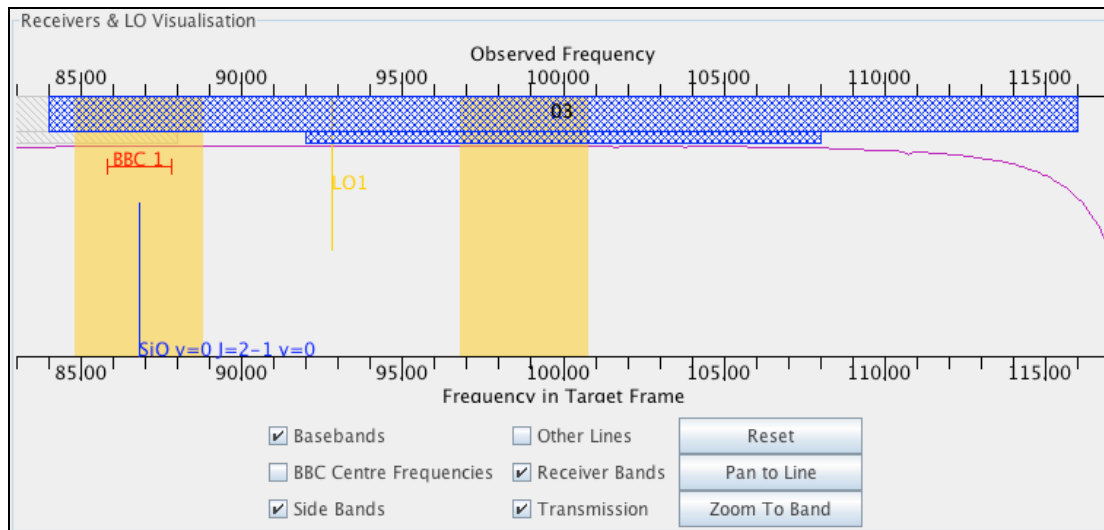 Receivers & LO Visualisation
Observed Frequency
85|00 90|00 95|00 100|00 105|00 110|00 115|00
03
BBC 1
LO1
SiO v=0 J=2-1 v=0
85|00 90|00 95|00 100|00 105|00 110|00 115|00
Frequency in Target Frame
Basebands Other Lines Reset
BBC Centre Frequencies Receiver Bands Pan to Line
Side Bands Transmission Zoom To Band